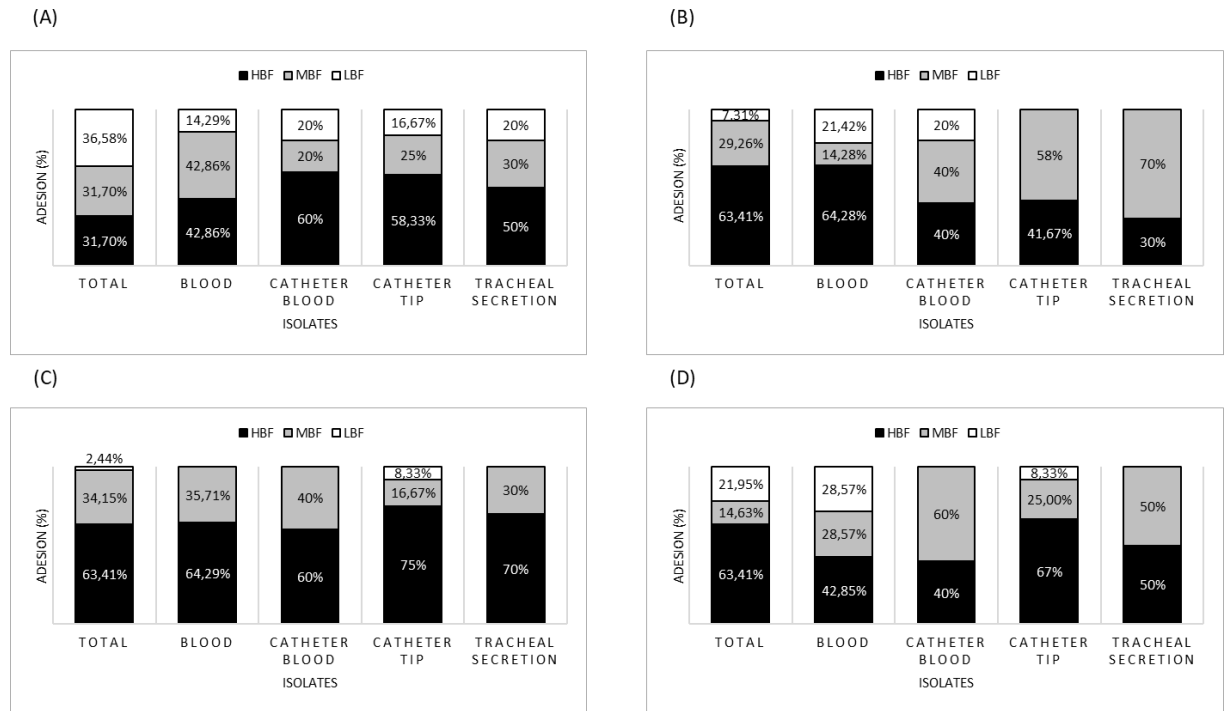 (A)
HBF MBF LBF
ADESION (%)
36,58% 14,29% 20% 16,67% 20%
31,70% 42,86% 20% 25% 30%
31,70% 42,86% 60% 58,33% 50%
TOTAL BLOOD CATHETER BLOOD CATHETER TIP TRACHEAL SECRETION
ISOLATES
(B)
HBF MBF LBF
ADESION (%)
7,31% 21,42% 20%
29,26% 14,28% 40% 58% 70%
63,41% 64,28% 40% 41,67% 30%
TOTAL BLOOD CATHETER BLOOD CATHETER TIP TRACHEAL SECRETION
ISOLATES
(C)
HBF MBF LBF
ADESION (%)
2,44% 8,33%
34,15% 35,71% 40% 16,67% 30%
63,41% 64,29% 60% 75% 70%
TOTAL BLOOD CATHETER BLOOD CATHETER TIP TRACHEAL SECRETION
ISOLATES
(D)
HBF MBF LBF
ADESION (%)
21,95% 28,57% 8,33%
14,63% 28,57% 60% 25,00% 50%
63,41% 42,85% 40% 67% 50%
TOTAL BLOOD CATHETER BLOOD CATHETER TIP TRACHEAL SECRETION
ISOLATES